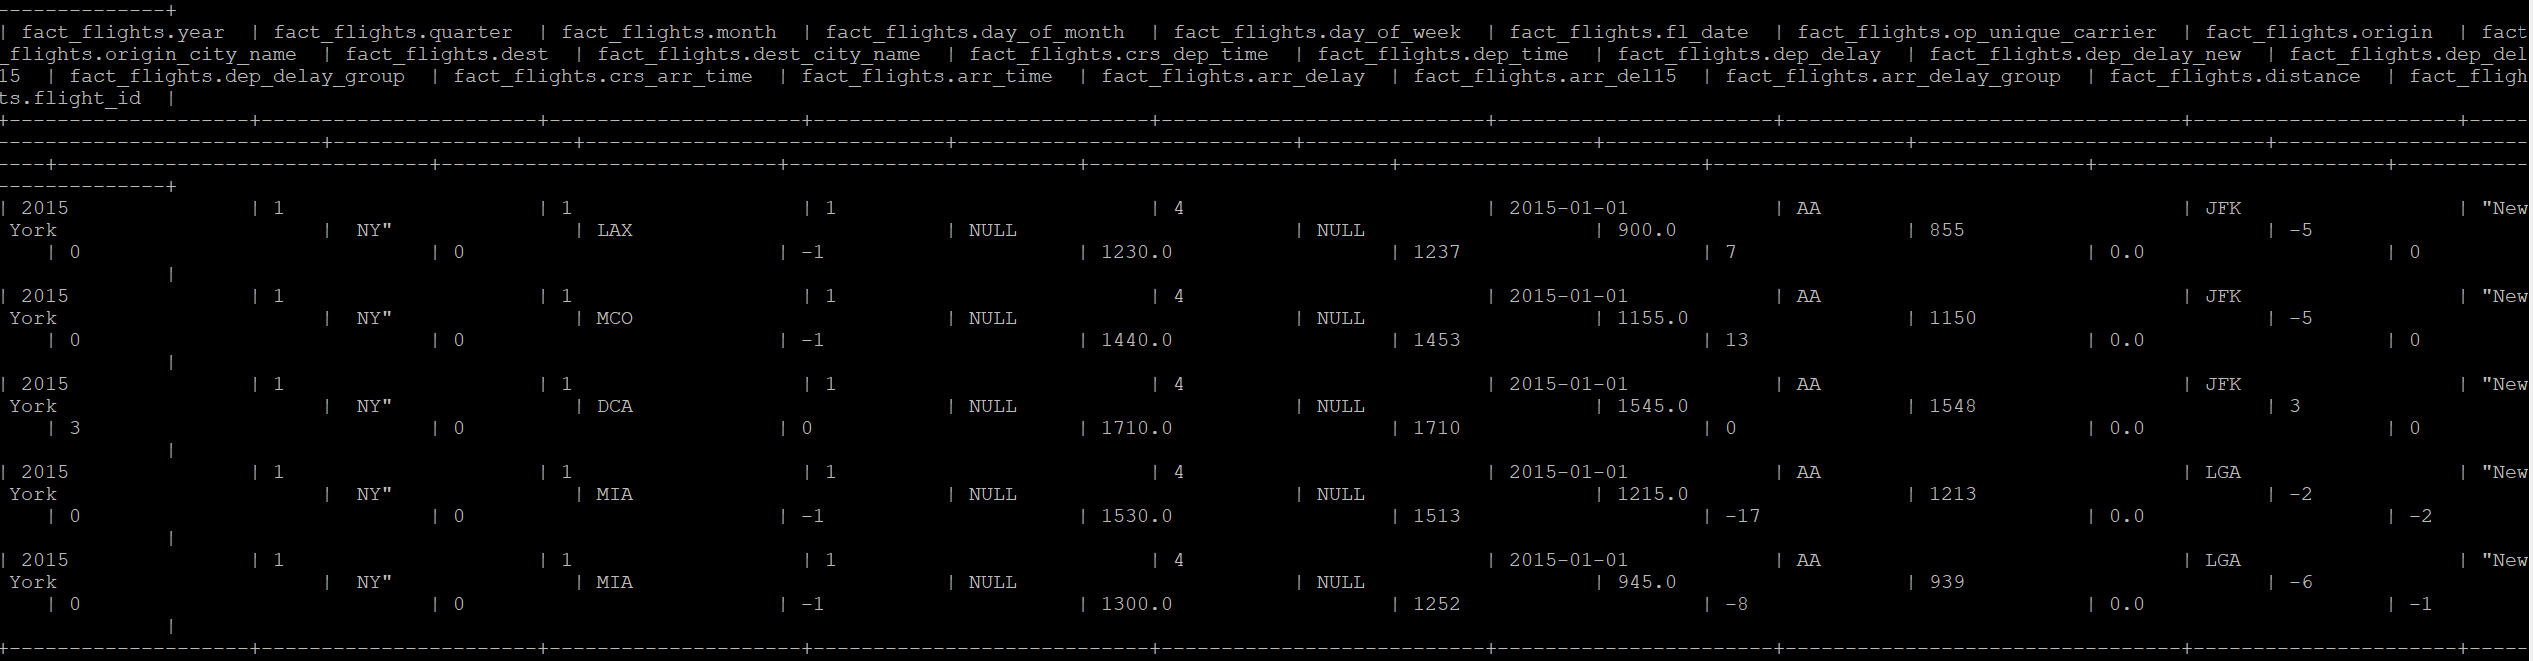 --------------+
| fact_flights.year  | fact_flights.quarter  | fact_flights.month  | fact_flights.day_of_month  | fact_flights.day_of_week  | fact_flights.fl_date  | fact_flights.op_unique_carrier  | fact_flights.origin  | fact
_flights.origin_city_name  | fact_flights.dest  | fact_flights.dest_city_name  | fact_flights.crs_dep_time  | fact_flights.dep_time  | fact_flights.dep_delay  | fact_flights.dep_delay_new  | fact_flights.dep_del
15  | fact_flights.dep_delay_group  | fact_flights.crs_arr_time  | fact_flights.arr_time  | fact_flights.arr_delay  | fact_flights.arr_del15  | fact_flights.arr_delay_group  | fact_flights.distance  | fact_fligh
ts.flight_id  |
| 2015 | 1 | 1 | 1 | 4 | 2015-01-01 | AA | JFK | "New
York | NY" | LAX | NULL | NULL | 900.0 | 855 | -5
| 0 | 0 | -1 | 1230.0 | 1237 | 7 | 0.0 | 0
|
| 2015 | 1 | 1 | 1 | 4 | 2015-01-01 | AA | JFK | "New
York | NY" | MCO | NULL | NULL | 1155.0 | 1150 | -5
| 0 | 0 | -1 | 1440.0 | 1453 | 13 | 0.0 | 0
|
| 2015 | 1 | 1 | 1 | 4 | 2015-01-01 | AA | JFK | "New
York | NY" | DCA | NULL | NULL | 1545.0 | 1548 | 3
| 3 | 0 | 0 | 1710.0 | 1710 | 0 | 0.0 | 0
|
| 2015 | 1 | 1 | 1 | 4 | 2015-01-01 | AA | LGA | "New
York | NY" | MIA | NULL | NULL | 1215.0 | 1213 | -2
| 0 | 0 | -1 | 1530.0 | 1513 | -17 | 0.0 | -2
|
| 2015 | 1 | 1 | 1 | 4 | 2015-01-01 | AA | LGA | "New
York | NY" | MIA | NULL | NULL | 945.0 | 939 | -6
| 0 | 0 | -1 | 1300.0 | 1252 | -8 | 0.0 | -1
|